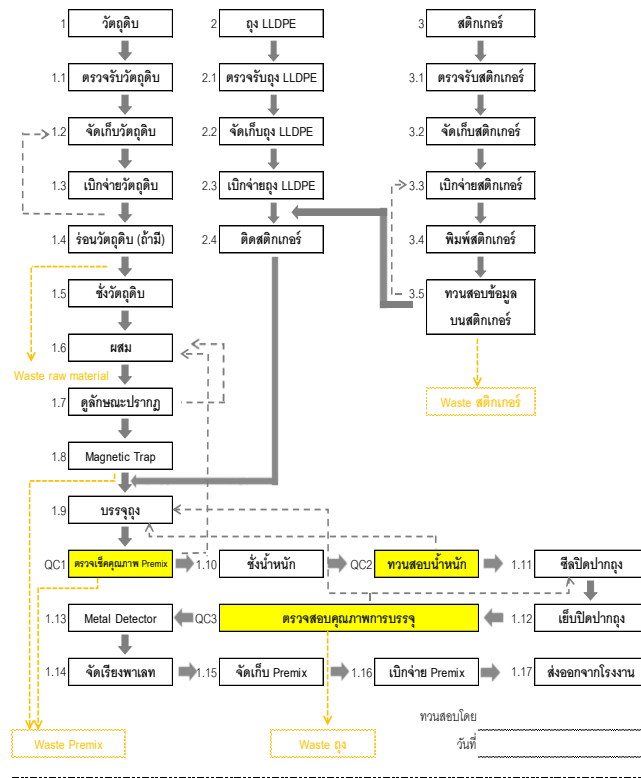 1 วัตถุดิบ 2 ถุง LLDPE 3 สติกเกอร์
1.1 ตรวจรับวัตถุดิบ 2.1 ตรวจรับถุง LLDPE 3.1 ตรวจรับสติกเกอร์
1.2 จัดเก็บวัตถุดิบ 2.2 จัดเก็บถุง LLDPE 3.2 จัดเก็บสติกเกอร์
1.3 เบิกจ่ายวัตถุดิบ 2.3 เบิกจ่ายถุง LLDPE 3.3 เบิกจ่ายสติกเกอร์
1.4 ร่อนวัตถุดิบ (ถ้ามี) 2.4 ติดสติกเกอร์ 3.4 พิมพ์สติกเกอร์
1.5 ชั่งวัตถุดิบ 3.5 ทวนสอบข้อมูล
บนสติกเกอร์
1.6 ผสม
Waste raw material
1.7 ดูลักษณะปรากฎ Waste สติกเกอร์
1.8 Magnetic Trap
1.9 บรรจุถุง
QC1 ตรวจเช็คคุณภาพ Premix 1.10 ชั่งน้ำหนัก QC2 ทวนสอบน้ำหนัก 1.11 ซีลปิดปากถุง
1.13 Metal Detector QC3 ตรวจสอบคุณภาพการบรรจุ 1.12 เย็บปิดปากถุง
1.14 จัดเรียงพาเลท 1.15 จัดเก็บ Premix 1.16 เบิกจ่าย Premix 1.17 ส่งออกจากโรงงาน
ทวนสอบโดย
Waste Premix Waste ถุง วันที่